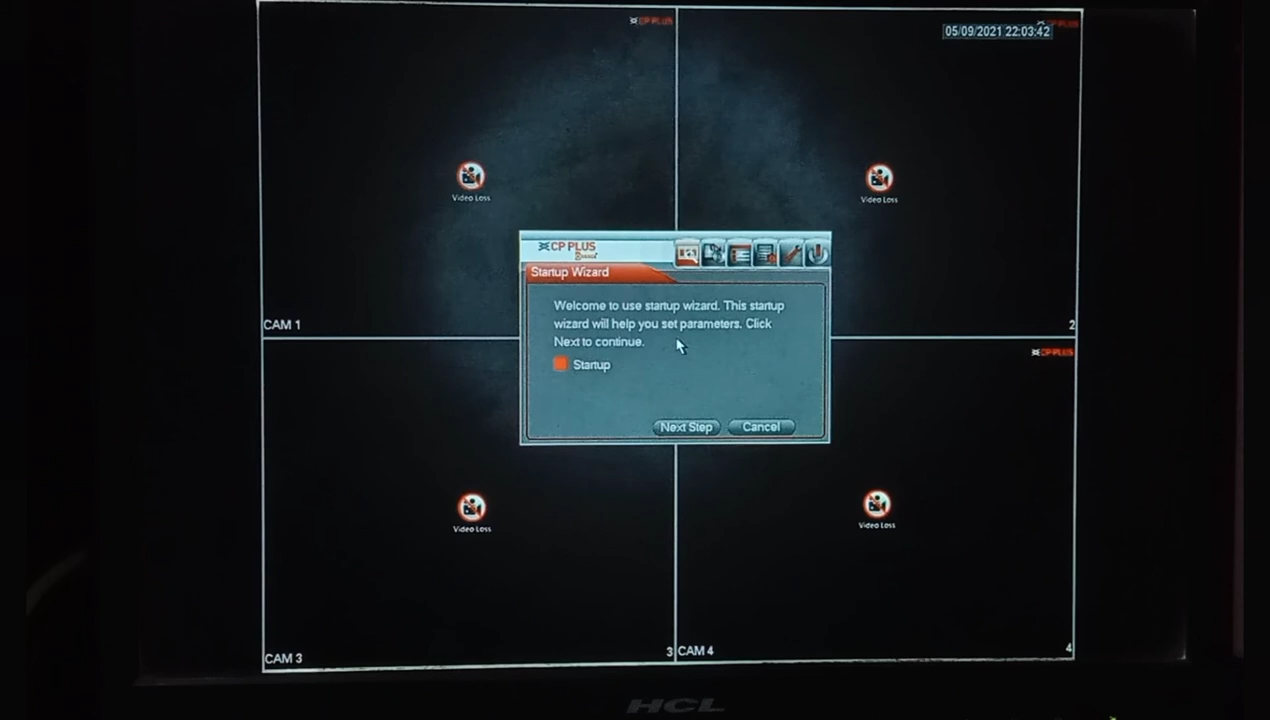 CP PLUS
CP PLUS
05/09/2021 22:03:42
Video Loss
Video Loss
CP PLUS
Startup Wizard
Welcome to use startup wizard. This startup
wizard will help you set parameters. Click
Next to continue.
Startup
Next Step
Cancel
CAM 1
2
CP PLUS
Video Loss
Video Loss
CAM 3
3
CAM 4
4
HCL